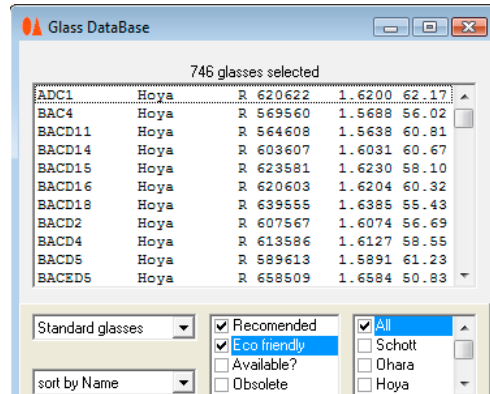 Glass DataBase
746 glasses selected
ADC1 Hoya R 620622 1.6200 62.17
BAC4 Hoya R 569560 1.5688 56.02
BACD11 Hoya R 564608 1.5638 60.81
BACD14 Hoya R 603607 1.6031 60.67
BACD15 Hoya R 623581 1.6230 58.10
BACD16 Hoya R 620603 1.6204 60.32
BACD18 Hoya R 639555 1.6385 55.43
BACD2 Hoya R 607567 1.6074 56.69
BACD4 Hoya R 613586 1.6127 58.55
BACD5 Hoya R 589613 1.5891 61.23
BACED5 Hoya R 658509 1.6584 50.83
Standard glasses
sort by Name
Recomended
Eco friendly
Available?
Obsolete
All
Schott
Ohara
Hoya